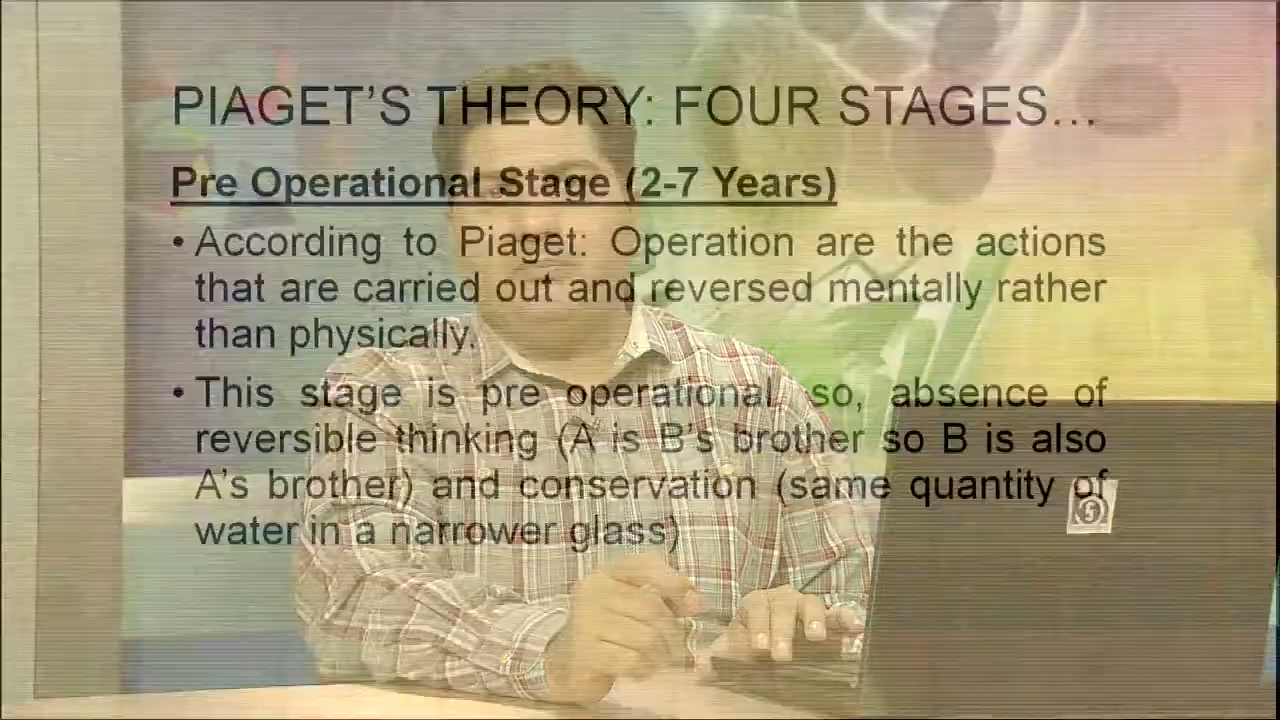 PIAGET'S THEORY: FOUR STAGES...
Pre Operational Stage (2-7 Years)
• According to Piaget: Operation are the actions
that are carried out and reversed mentally rather
than physically.
• This stage is pre operational, so, absence of
reversible thinking (A is B's brother so B is also
A's brother) and conservation (same quantity of
water in a narrower glass)